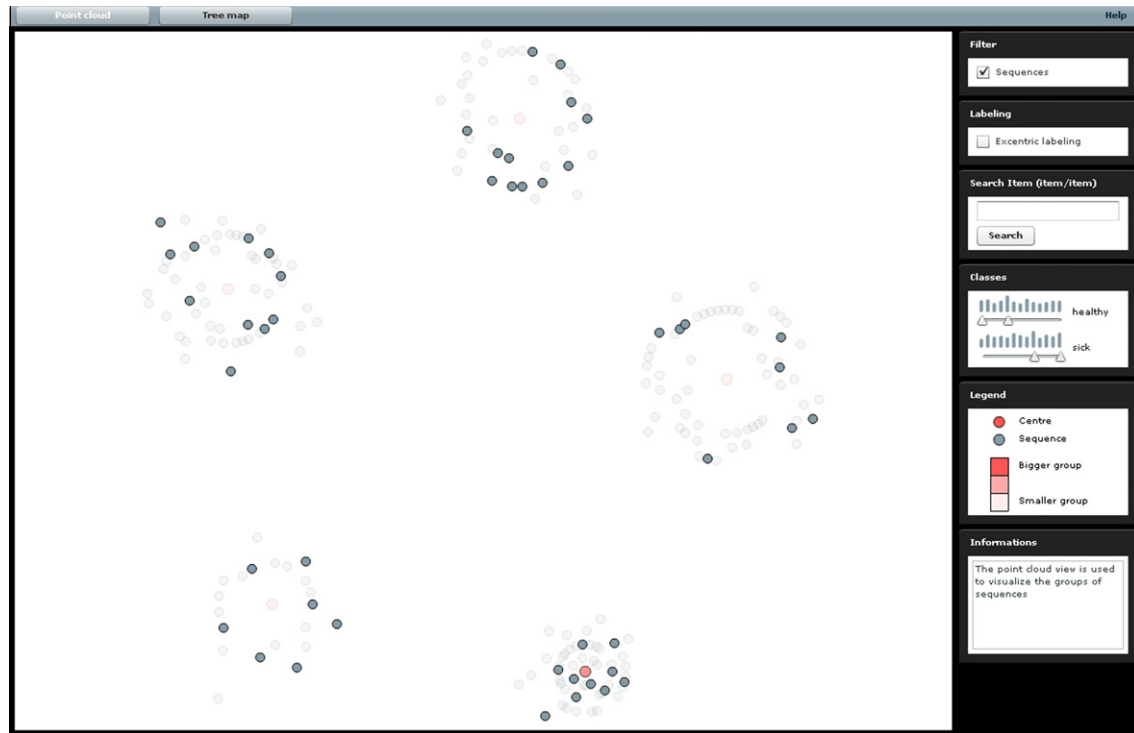 Point cloud
Tree map
Help
Filter
Sequences
Labeling
Excentric labeling
Search Item (item/item)
Search
Classes
healthy
sick
Legend
Centre
Sequence
Bigger group
Smaller group
Informations
The point cloud view is used
to visualize the groups of
sequences